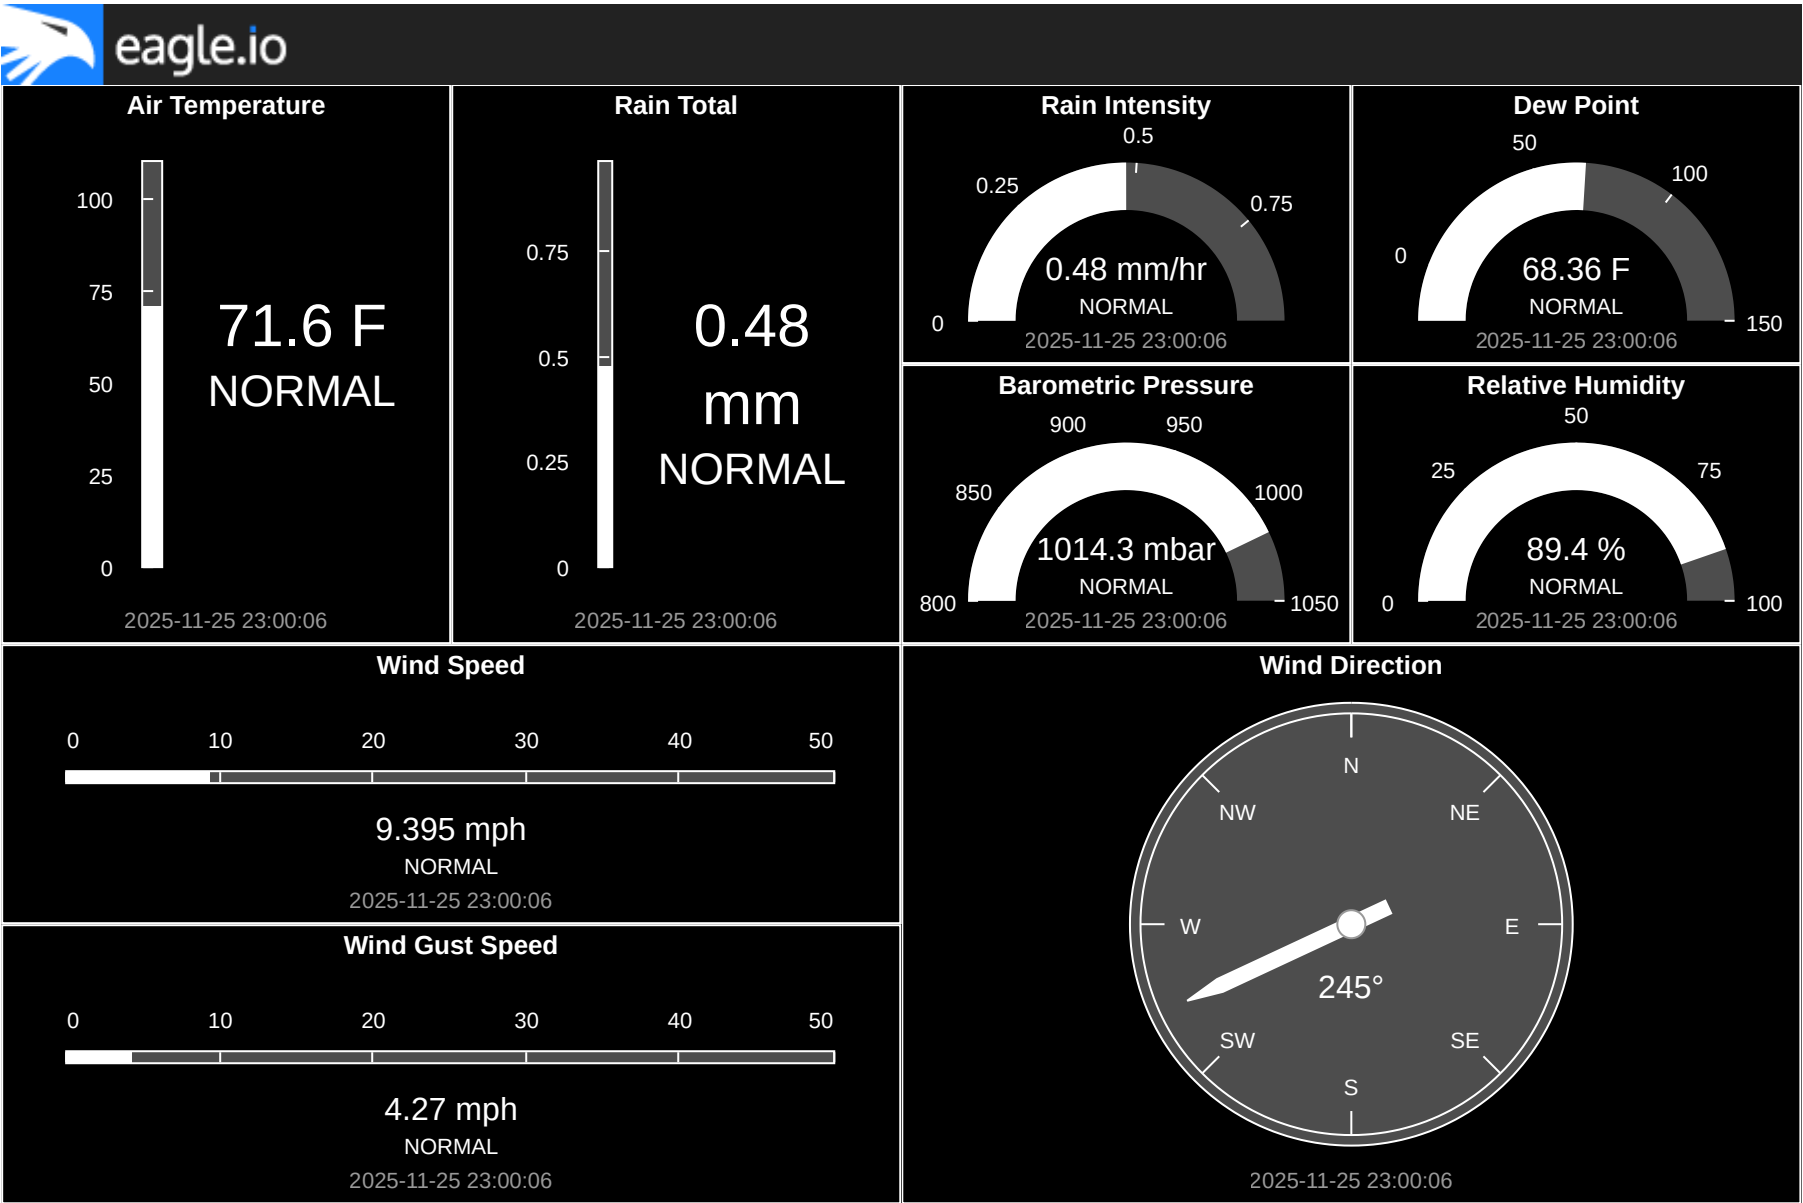 eagle.io
Air Temperature
100
75
50
25
0
71.6 F
NORMAL
2025-11-25 23:00:06
Rain Total
0.75
0.5
0.25
0
0.48
mm
NORMAL
2025-11-25 23:00:06
Rain Intensity
0
0.25
0.5
0.75
0.48 mm/hr
NORMAL
2025-11-25 23:00:06
Dew Point
0
50
100
150
68.36 F
NORMAL
2025-11-25 23:00:06
Barometric Pressure
800
850
900
950
1000
1050
1014.3 mbar
NORMAL
2025-11-25 23:00:06
Relative Humidity
0
25
50
75
100
89.4 %
NORMAL
2025-11-25 23:00:06
Wind Speed
0 10 20 30 40 50
9.395 mph
NORMAL
2025-11-25 23:00:06
Wind Gust Speed
0 10 20 30 40 50
4.27 mph
NORMAL
2025-11-25 23:00:06
Wind Direction
N
NW NE
W E
245°
SW SE
S
2025-11-25 23:00:06